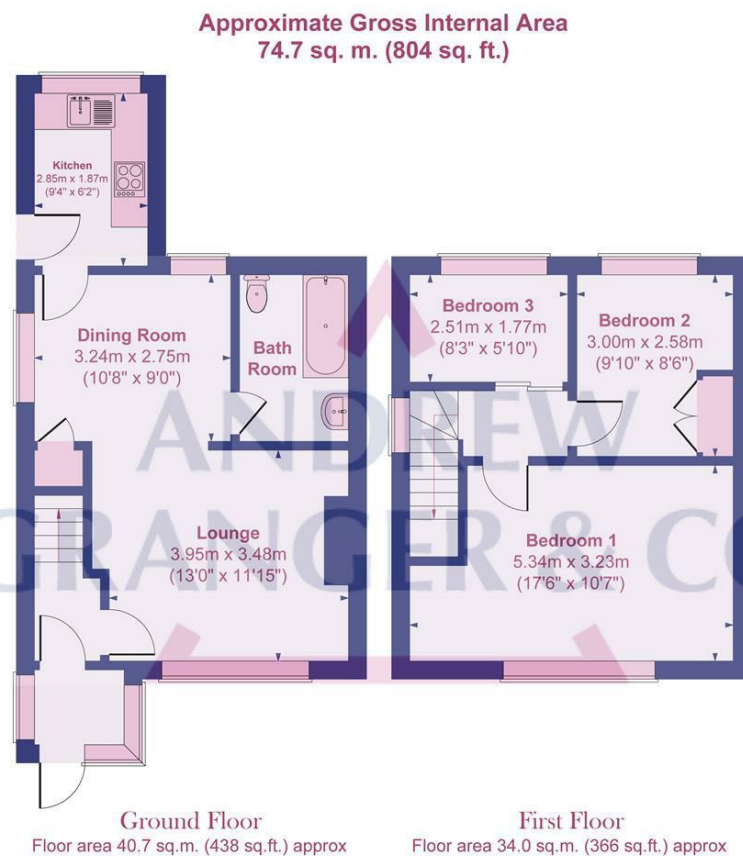 Approximate Gross Internal Area
74.7 sq. m. (804 sq. ft.)
Kitchen
2.85m x 1.87m
(9'4" x 6'2")
Dining Room
3.24m x 2.75m
(10'8" x 9'0")
Bath
Room
Bedroom 3
2.51m x 1.77m
(8'3" x 5'10")
Bedroom 2
3.00m x 2.58m
(9'10" x 8'6")
ANDREW
GRANGER & CO
Lounge
3.95m x 3.48m
(13'0" x 11'15")
Bedroom 1
5.34m x 3.23m
(17'6" x 10'7")
Ground Floor
Floor area 40.7 sq.m. (438 sq.ft.) approx
First Floor
Floor area 34.0 sq.m. (366 sq.ft.) approx